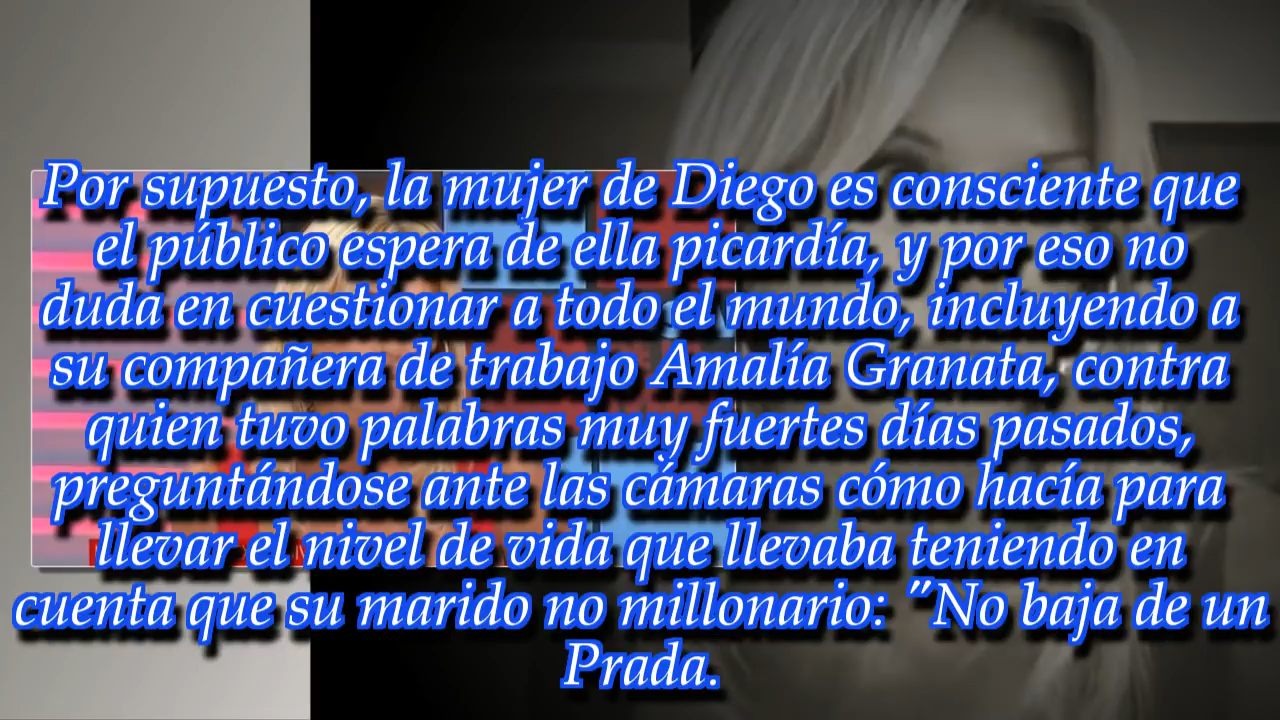 Por supuesto, la mujer de Diego es consciente que
el público espera de ella picardía, y por eso no
duda en cuestionar a todo el mundo, incluyendo a
su compañera de trabajo Amalía Granata, contra
quien tuvo palabras muy fuertes días pasados,
preguntándose ante las cámaras cómo hacía para
llevar el nivel de vida que llevaba teniendo en
cuenta que su marido no millonario: "No baja de un
Prada.